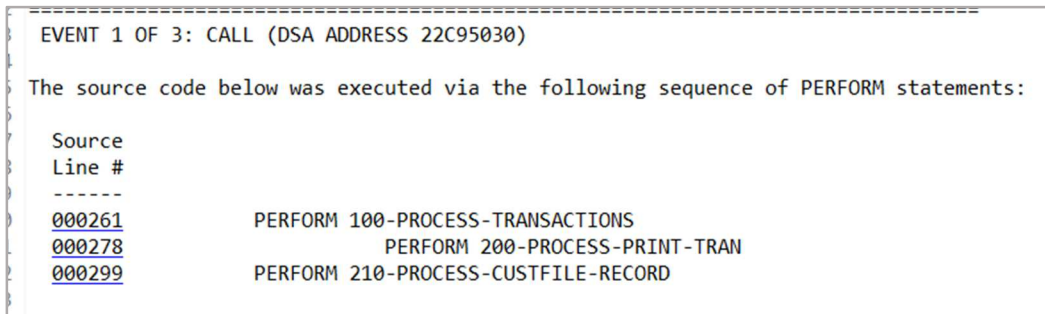 ================================================================================
EVENT 1 OF 3: CALL (DSA ADDRESS 22C95030)
The source code below was executed via the following sequence of PERFORM statements:
Source
Line #
------
000261 PERFORM 100-PROCESS-TRANSACTIONS
000278 PERFORM 200-PROCESS-PRINT-TRAN
000299 PERFORM 210-PROCESS-CUSTFILE-RECORD